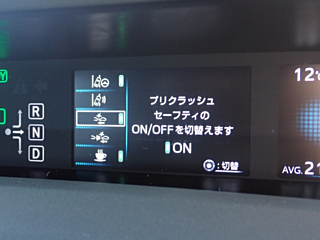 Y
R
N
D
プリクラッシュ
セーフティの
ON/OFFを切替えます
ON
:切替
12℃
AVG.21